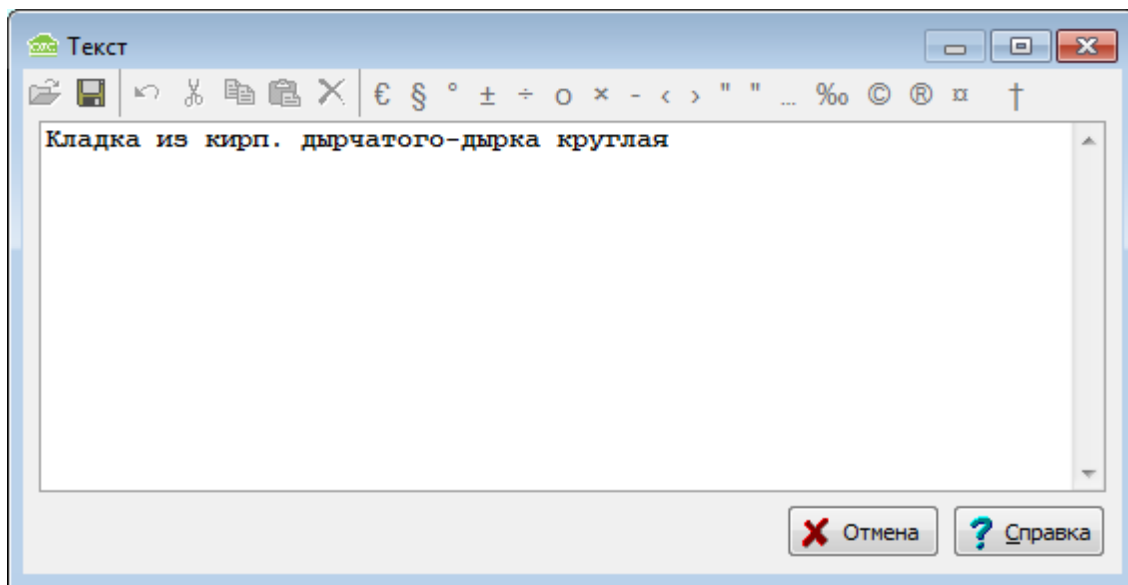 Текст
€ § ° ± ÷ o × - ‹ › " " ... ‰ © ® ¤ †
Кладка из кирп. дырчатого-дырка круглая
Отмена ? Справка